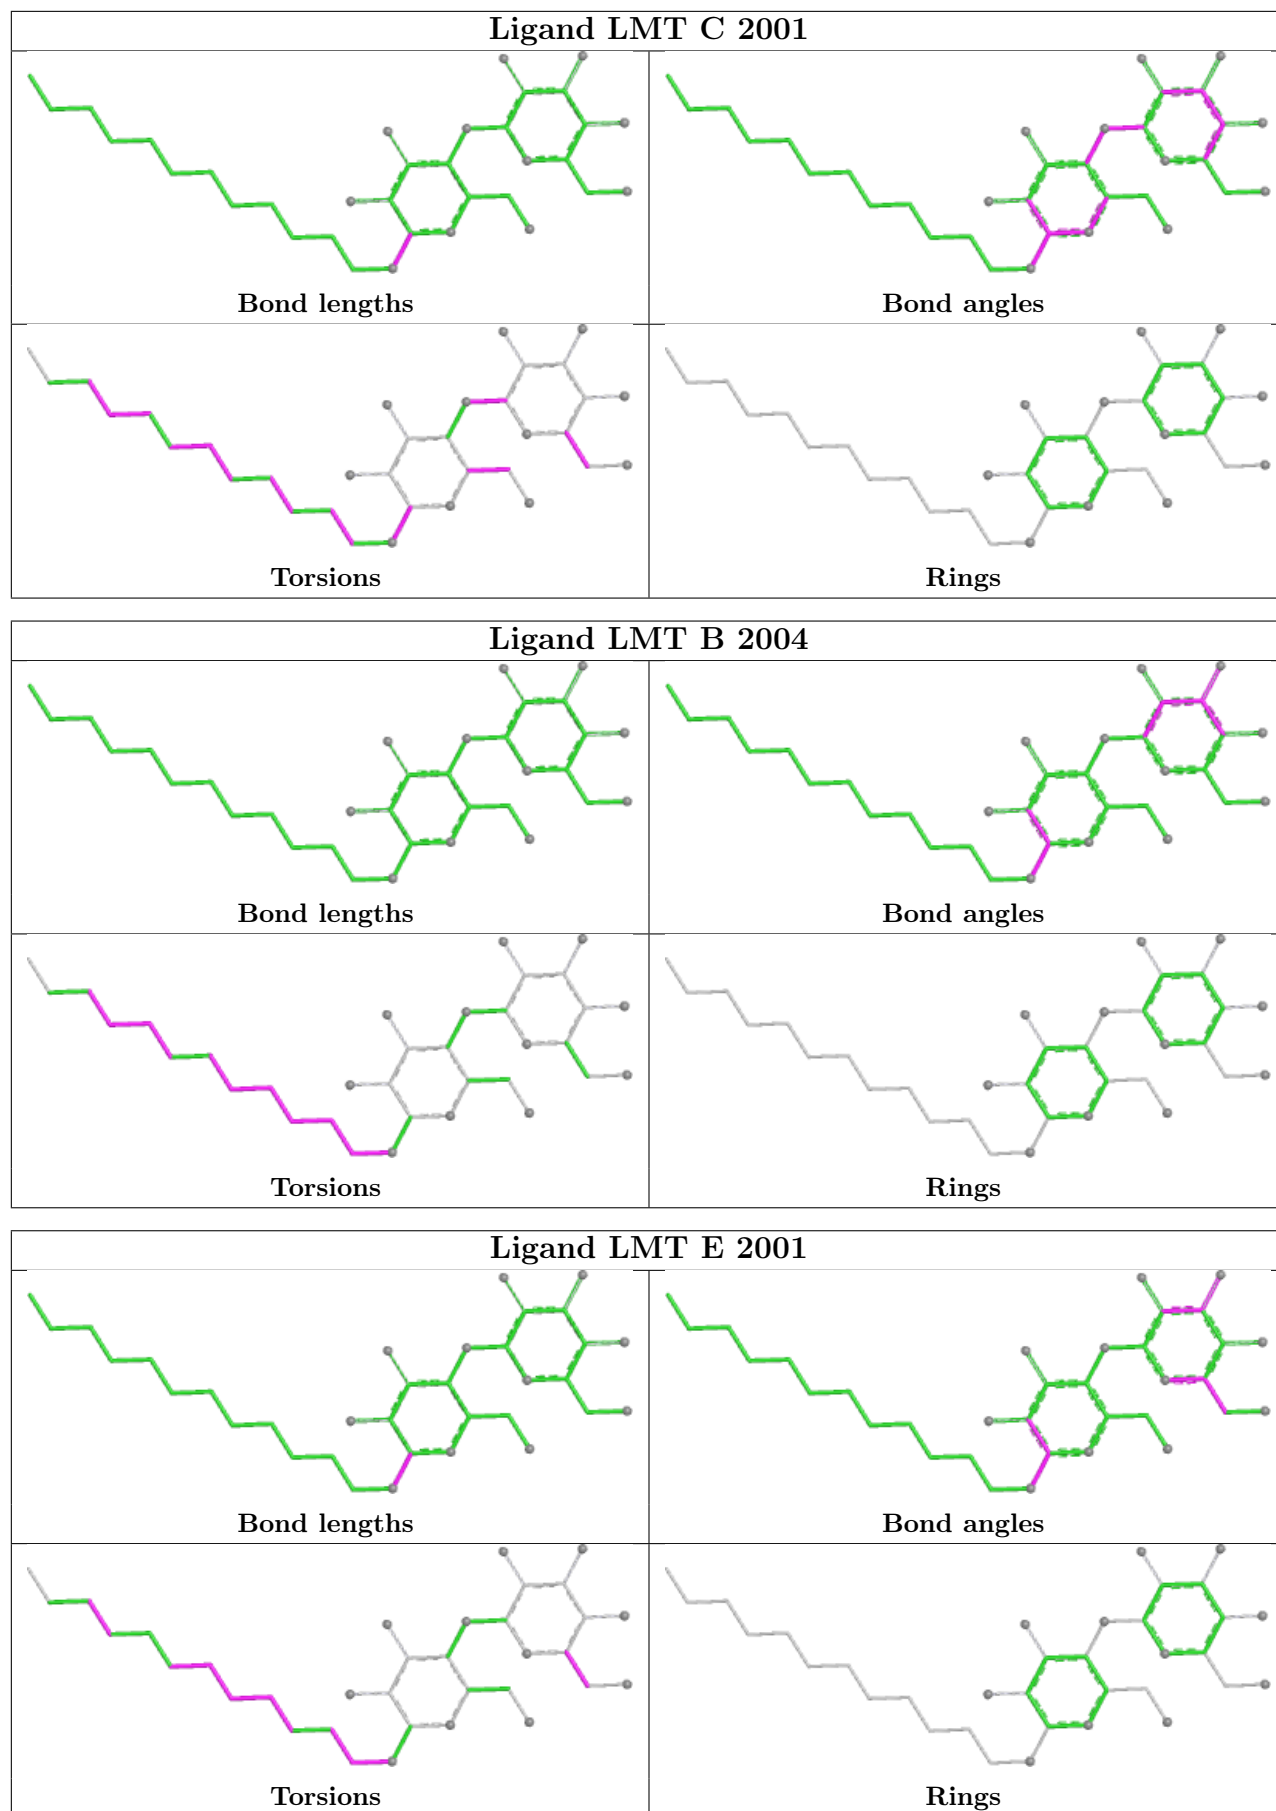 Ligand LMT C 2001
Bond lengths
Bond angles
Torsions
Rings
Ligand LMT B 2004
Bond lengths
Bond angles
Torsions
Rings
Ligand LMT E 2001
Bond lengths
Bond angles
Torsions
Rings